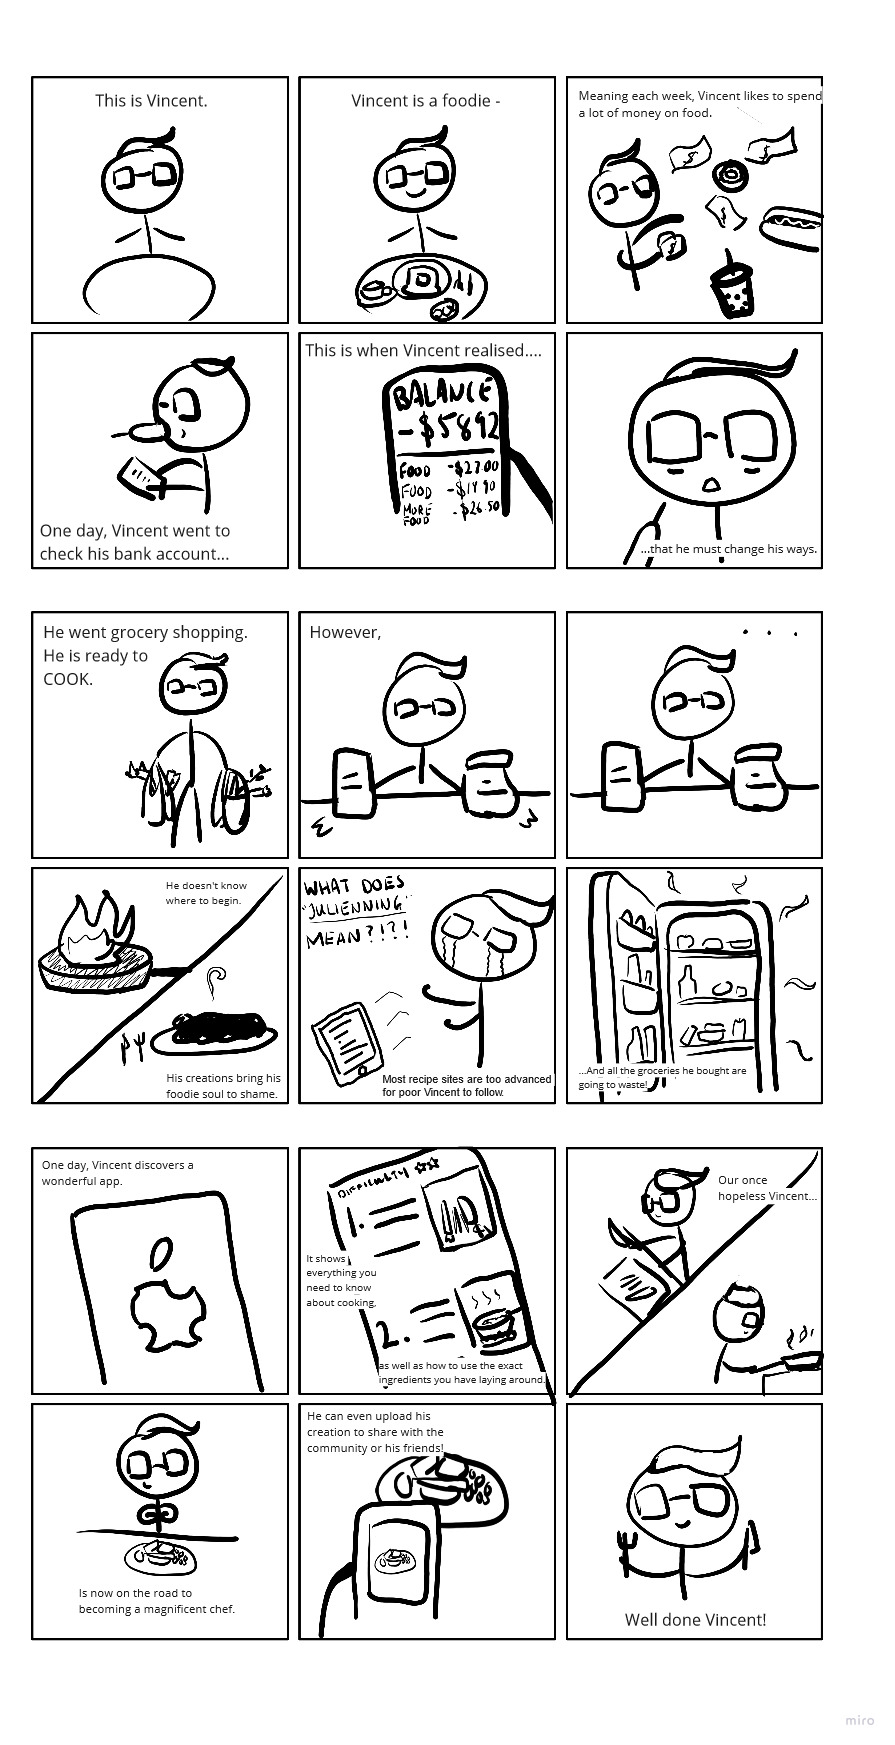 This is Vincent.
Vincent is a foodie -
Meaning each week, Vincent likes to spend
a lot of money on food.
$
$
$
$
One day, Vincent went to
check his bank account...
This is when Vincent realised....
BALANCE
-$5892
FOOD -$27.00
FOOD -$19.90
MORE FOOD -$26.50
...that he must change his ways.
He went grocery shopping.
He is ready to
COOK.
However,
. . .
He doesn't know
where to begin.
His creations bring his
foodie soul to shame.
WHAT DOES
"JULIENNING"
MEAN?!?!
Most recipe sites are too advanced
for poor Vincent to follow.
...And all the groceries he bought are
going to waste!
One day, Vincent discovers a
wonderful app.
DIFFICULTY
1.
It shows
everything you
need to know
about cooking,
2.
as well as how to use the exact
ingredients you have laying around.
Our once
hopeless Vincent...
Is now on the road to
becoming a magnificent chef.
He can even upload his
creation to share with the
community or his friends!
Well done Vincent!
miro